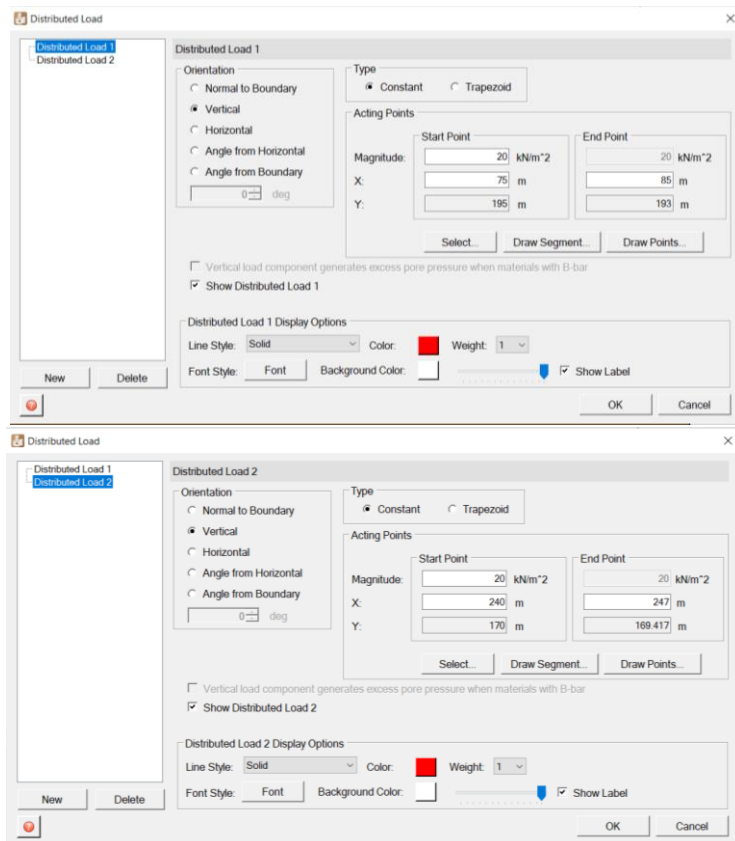 Distributed Load
Distributed Load 1
Distributed Load 2
Distributed Load 1
Orientation
Normal to Boundary
Vertical
Horizontal
Angle from Horizontal
Angle from Boundary
0 deg
Type
Constant Trapezoid
Acting Points
Start Point End Point
Magnitude: 20 kN/m^2 20 kN/m^2
X: 75 m 85 m
Y: 195 m 193 m
Select... Draw Segment... Draw Points...
Vertical load component generates excess pore pressure when materials with B-bar
Show Distributed Load 1
Distributed Load 1 Display Options
Line Style: Solid Color: Weight: 1
Font Style: Font Background Color: Show Label
New Delete
OK Cancel
Distributed Load
Distributed Load 1
Distributed Load 2
Distributed Load 2
Orientation
Normal to Boundary
Vertical
Horizontal
Angle from Horizontal
Angle from Boundary
0 deg
Type
Constant Trapezoid
Acting Points
Start Point End Point
Magnitude: 20 kN/m^2 20 kN/m^2
X: 240 m 247 m
Y: 170 m 169.417 m
Select... Draw Segment... Draw Points...
Vertical load component generates excess pore pressure when materials with B-bar
Show Distributed Load 2
Distributed Load 2 Display Options
Line Style: Solid Color: Weight: 1
Font Style: Font Background Color: Show Label
New Delete
OK Cancel